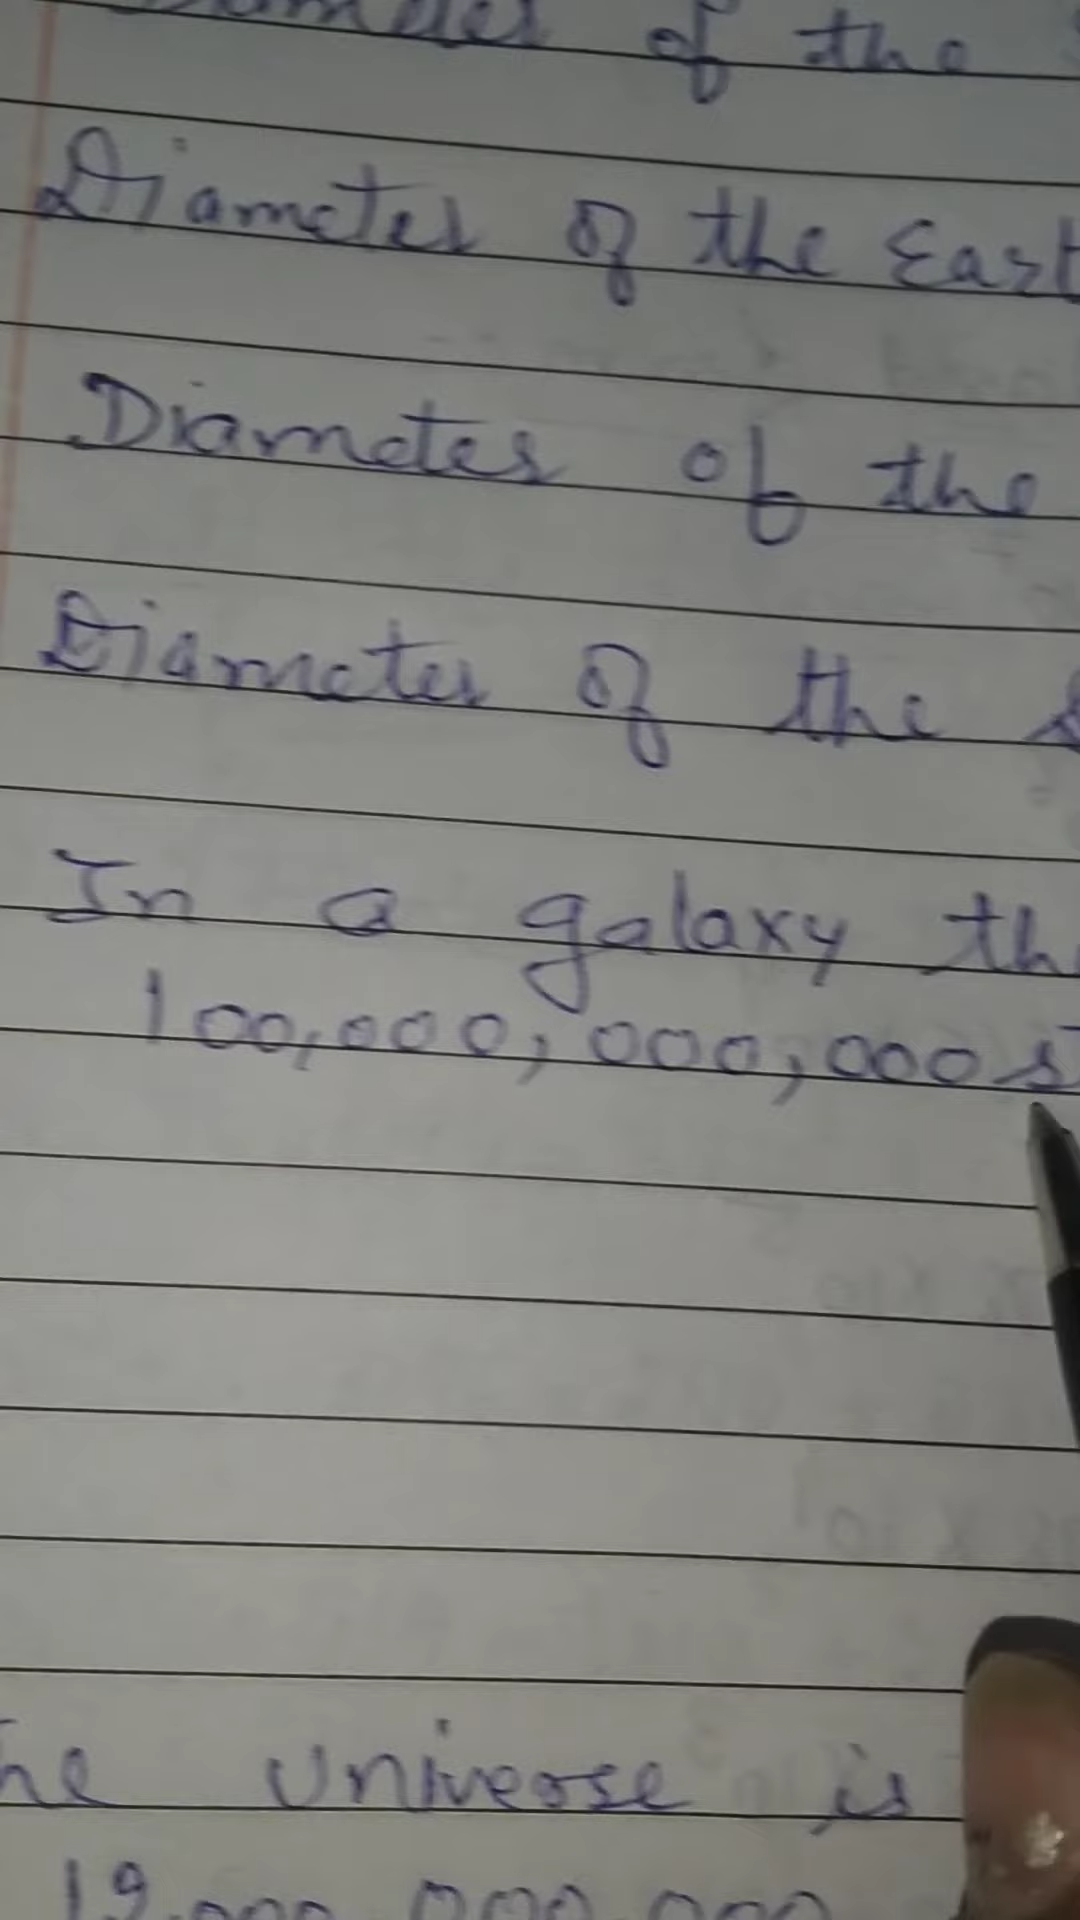 of the
Diameter of the Eart
Diameter of the
Diameter of the
In a galaxy th
100,000,000,000 s
he universe is